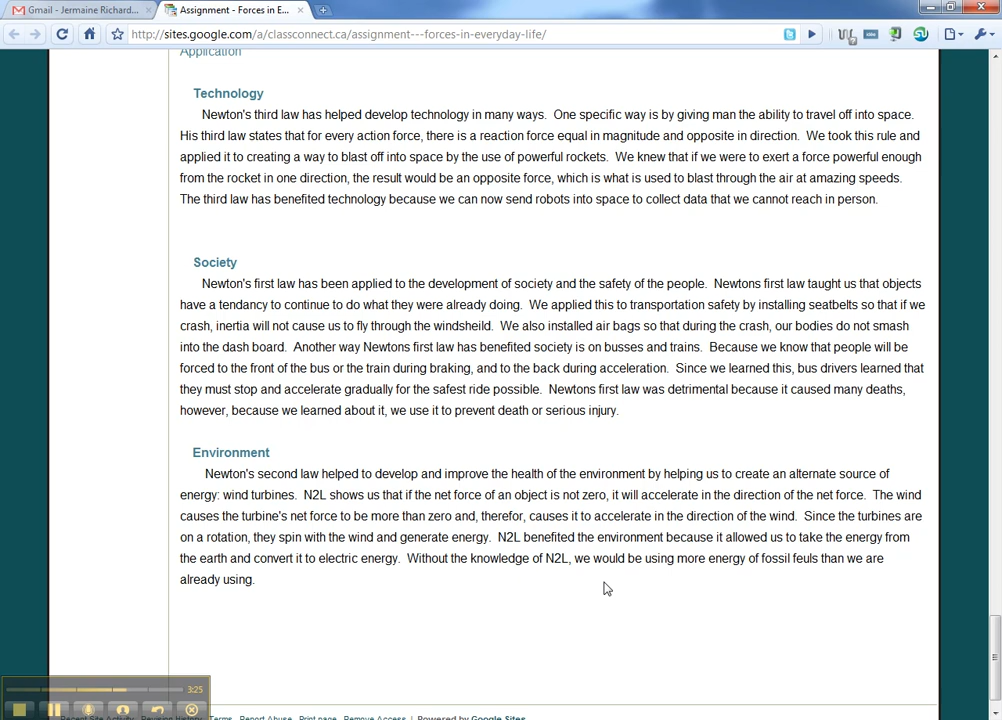 Gmail - Jermaine Richard...
Assignment - Forces in E...
http://sites.google.com/a/classconnect.ca/assignment---forces-in-everyday-life/
Application
Technology
Newton's third law has helped develop technology in many ways. One specific way is by giving man the ability to travel off into space.
His third law states that for every action force, there is a reaction force equal in magnitude and opposite in direction. We took this rule and
applied it to creating a way to blast off into space by the use of powerful rockets. We knew that if we were to exert a force powerful enough
from the rocket in one direction, the result would be an opposite force, which is what is used to blast through the air at amazing speeds.
The third law has benefited technology because we can now send robots into space to collect data that we cannot reach in person.
Society
Newton's first law has been applied to the development of society and the safety of the people. Newtons first law taught us that objects
have a tendancy to continue to do what they were already doing. We applied this to transportation safety by installing seatbelts so that if we
crash, inertia will not cause us to fly through the windsheild. We also installed air bags so that during the crash, our bodies do not smash
into the dash board. Another way Newtons first law has benefited society is on busses and trains. Because we know that people will be
forced to the front of the bus or the train during braking, and to the back during acceleration. Since we learned this, bus drivers learned that
they must stop and accelerate gradually for the safest ride possible. Newtons first law was detrimental because it caused many deaths,
however, because we learned about it, we use it to prevent death or serious injury.
Environment
Newton's second law helped to develop and improve the health of the environment by helping us to create an alternate source of
energy: wind turbines. N2L shows us that if the net force of an object is not zero, it will accelerate in the direction of the net force. The wind
causes the turbine's net force to be more than zero and, therefor, causes it to accelerate in the direction of the wind. Since the turbines are
on a rotation, they spin with the wind and generate energy. N2L benefited the environment because it allowed us to take the energy from
the earth and convert it to electric energy. Without the knowledge of N2L, we would be using more energy of fossil feuls than we are
already using.
3:25
Recent Site Activity Revision History Terms Report Abuse Print page Remove Access | Powered by Google Sites